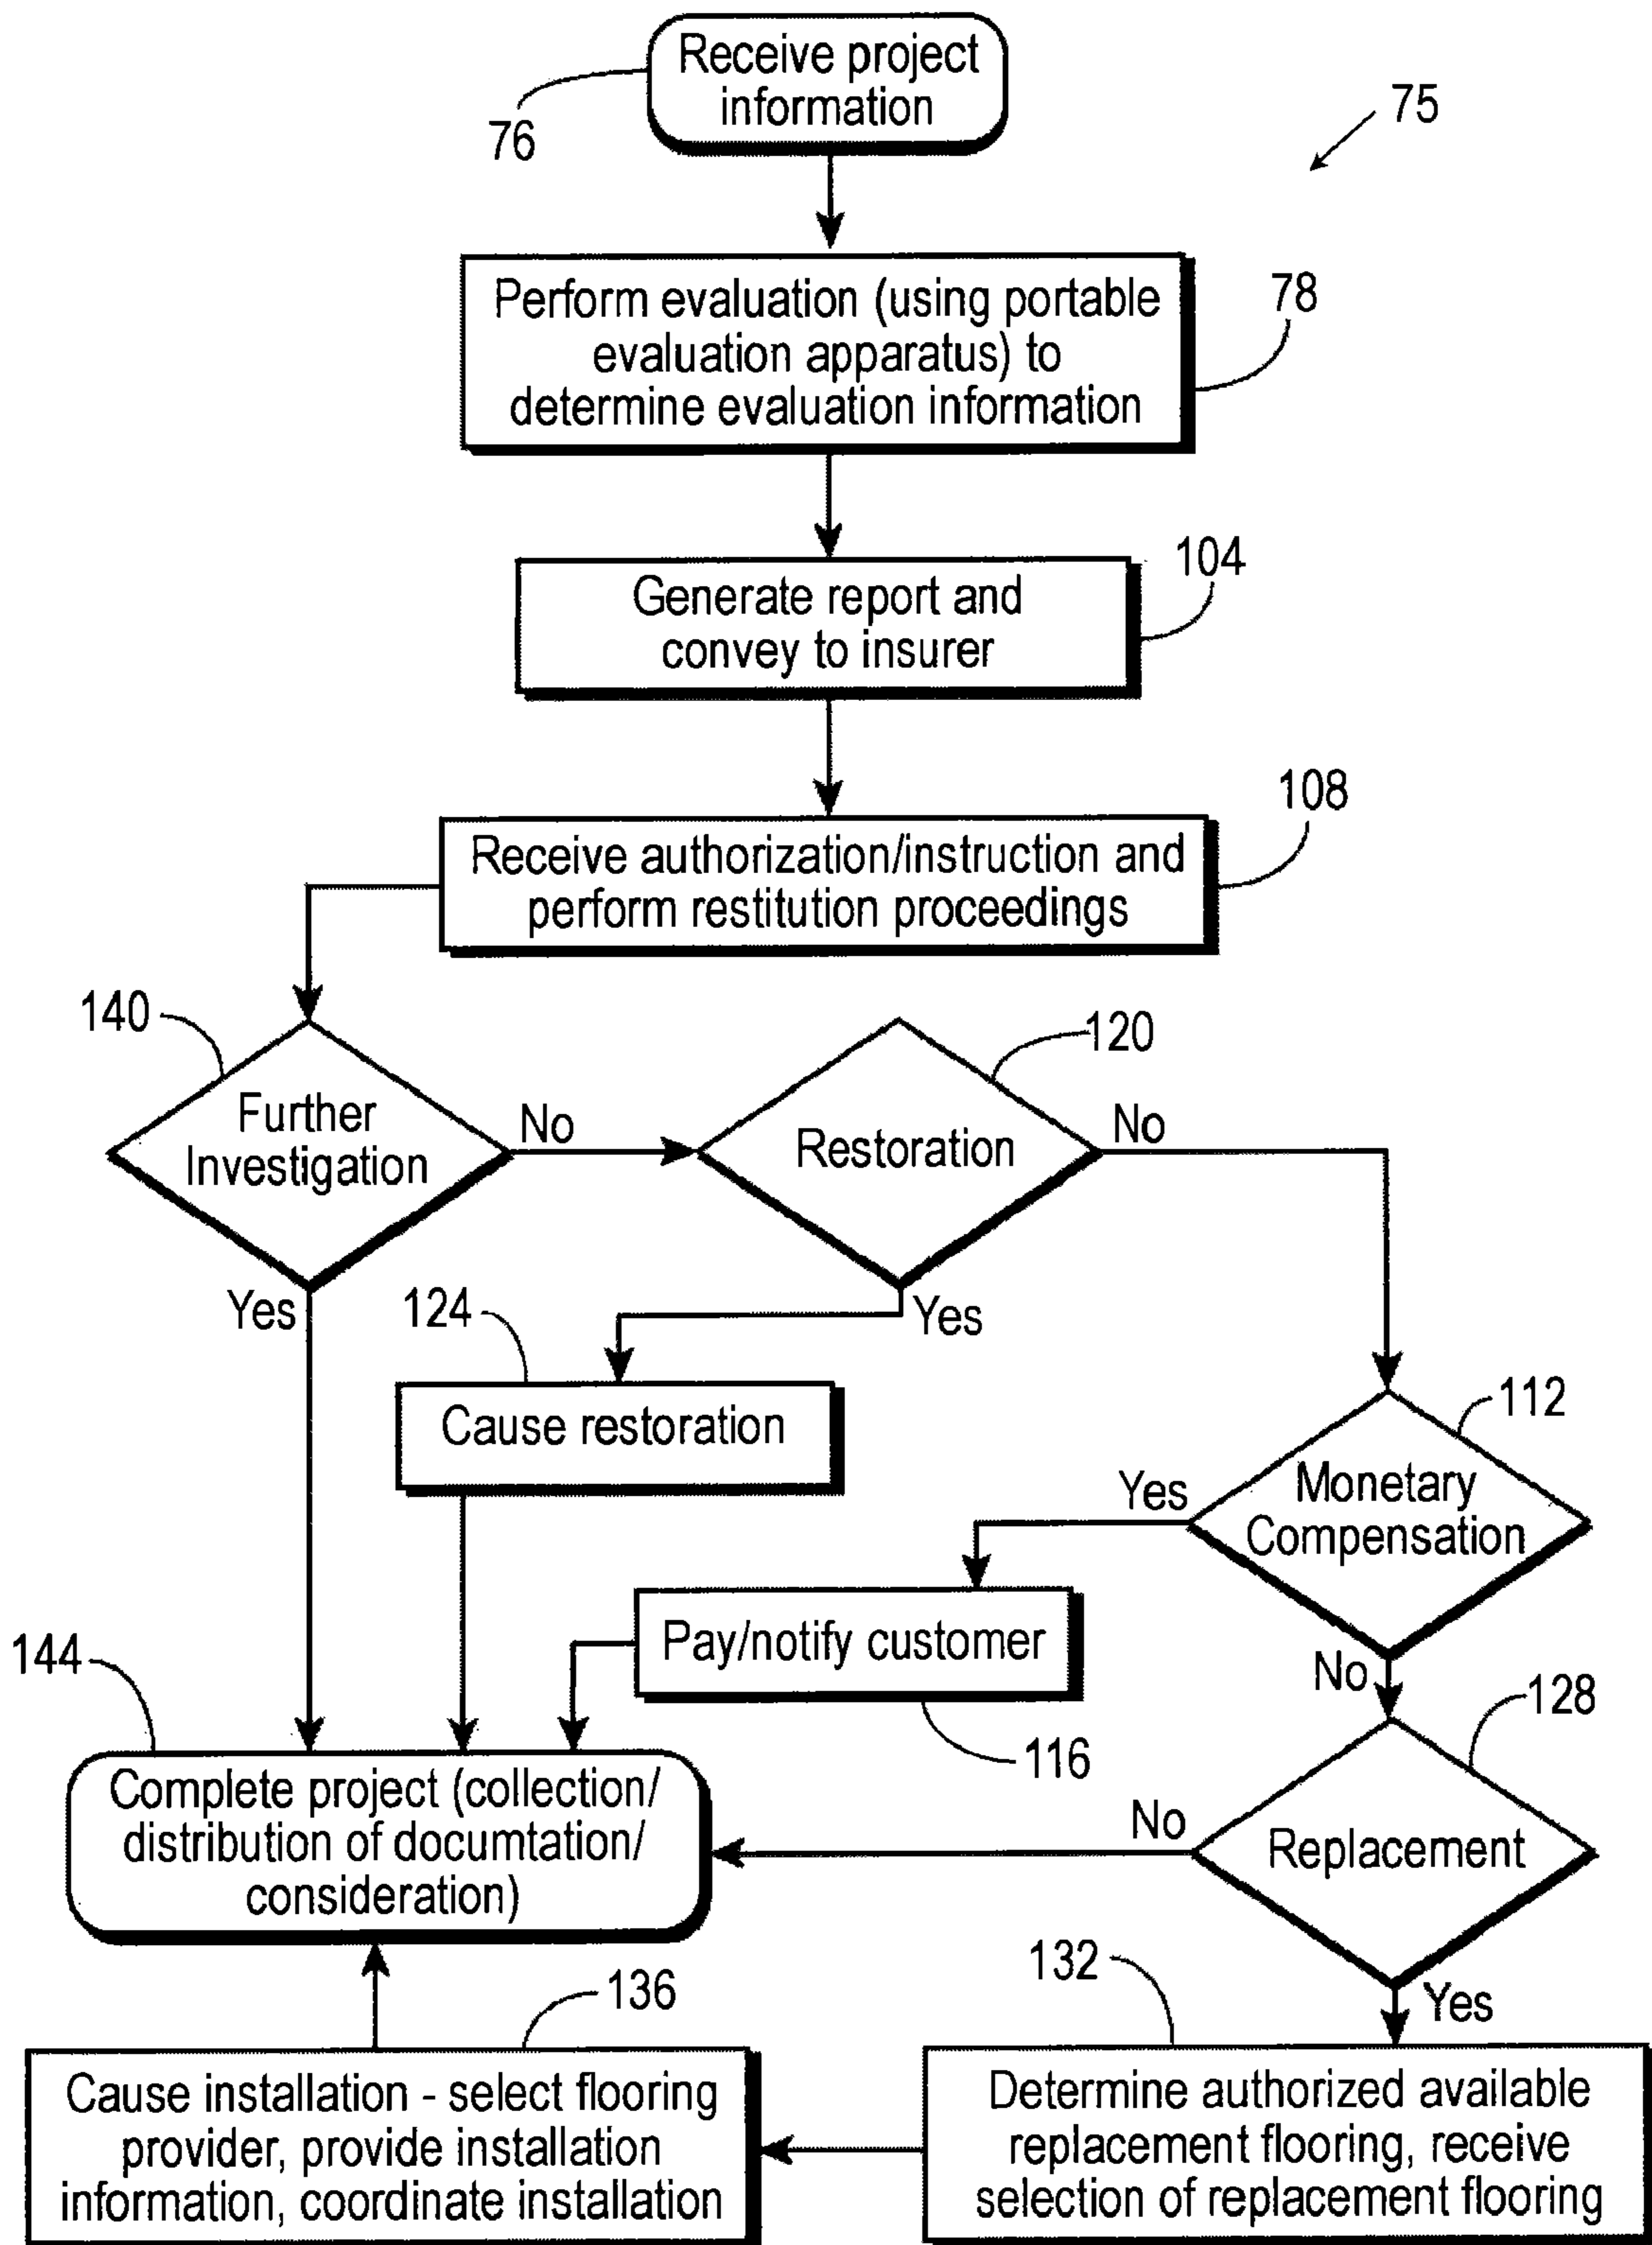 Receive project
information
76
75
Perform evaluation (using portable
evaluation apparatus) to
determine evaluation information
78
Generate report and
convey to insurer
104
Receive authorization/instruction and
perform restitution proceedings
108
140
Further
Investigation
No
Yes
120
Restoration
No
Yes
124
Cause restoration
112
Monetary
Compensation
Yes
No
Pay/notify customer
116
128
Replacement
No
Yes
144
Complete project (collection/
distribution of documtation/
consideration)
132
Determine authorized available
replacement flooring, receive
selection of replacement flooring
136
Cause installation - select flooring
provider, provide installation
information, coordinate installation